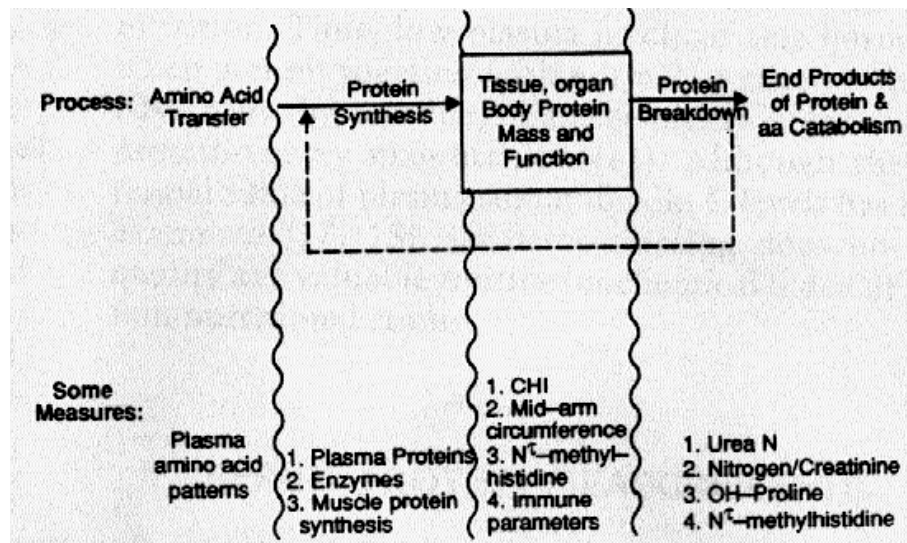 Process:
Amino Acid
Transfer
Protein
Synthesis
Tissue, organ
Body Protein
Mass and
Function
Protein
Breakdown
End Products
of Protein &
aa Catabolism
Some
Measures:
Plasma
amino acid
patterns
1. Plasma Proteins
2. Enzymes
3. Muscle protein
synthesis
1. CHI
2. Mid–arm
circumference
3. Nτ–methyl–
histidine
4. Immune
parameters
1. Urea N
2. Nitrogen/Creatinine
3. OH–Proline
4. Nτ–methylhistidine